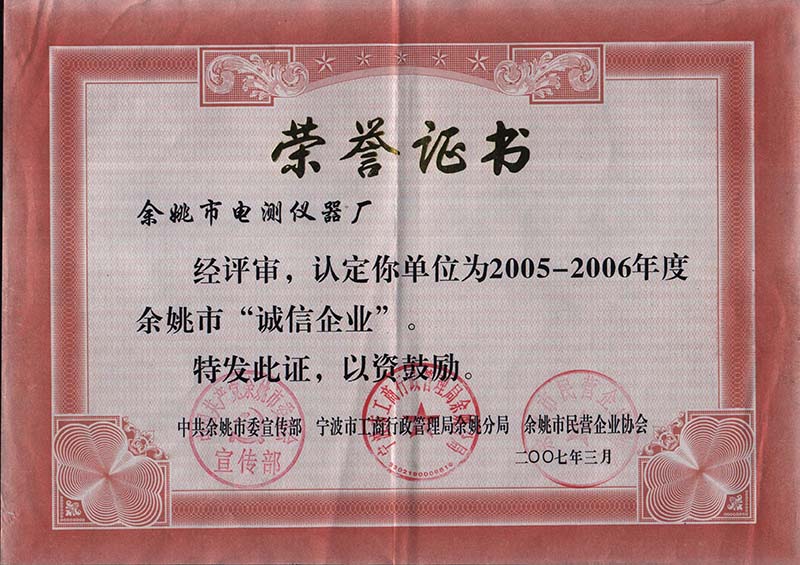 荣誉证书
余姚市电测仪器厂
经评审，认定你单位为2005-2006年度
余姚市“诚信企业”。
特发此证，以资鼓励。
中共余姚市委宣传部 宁波市工商行政管理局余姚分局 余姚市民营企业协会
宣传部
二〇〇七年三月